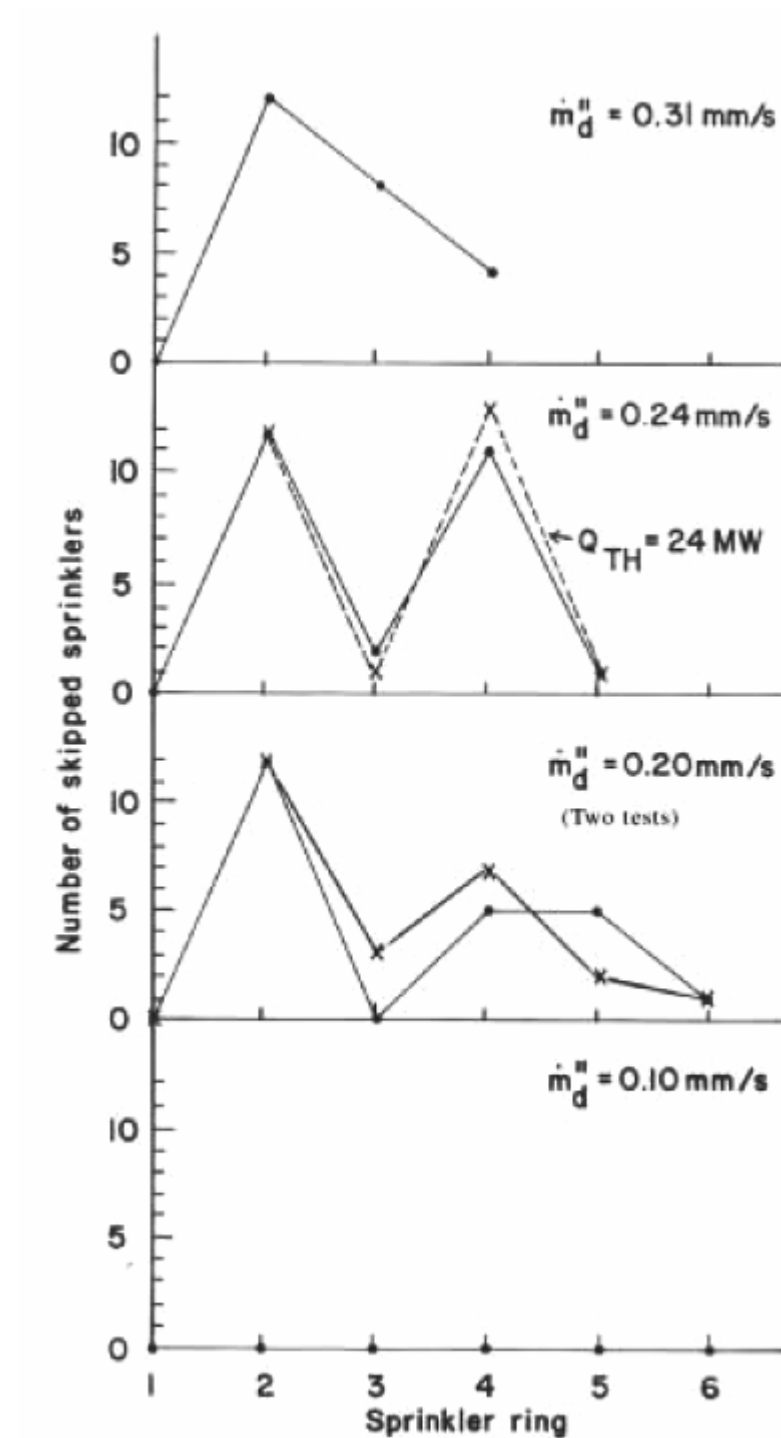 ṁ"d = 0.31 mm/s
10
5
0
ṁ"d = 0.24 mm/s
10
Q TH = 24 MW
5
0
ṁ"d = 0.20 mm/s
(Two tests)
10
5
0
ṁ"d = 0.10 mm/s
10
5
0
1 2 3 4 5 6
Sprinkler ring
Number of skipped sprinklers